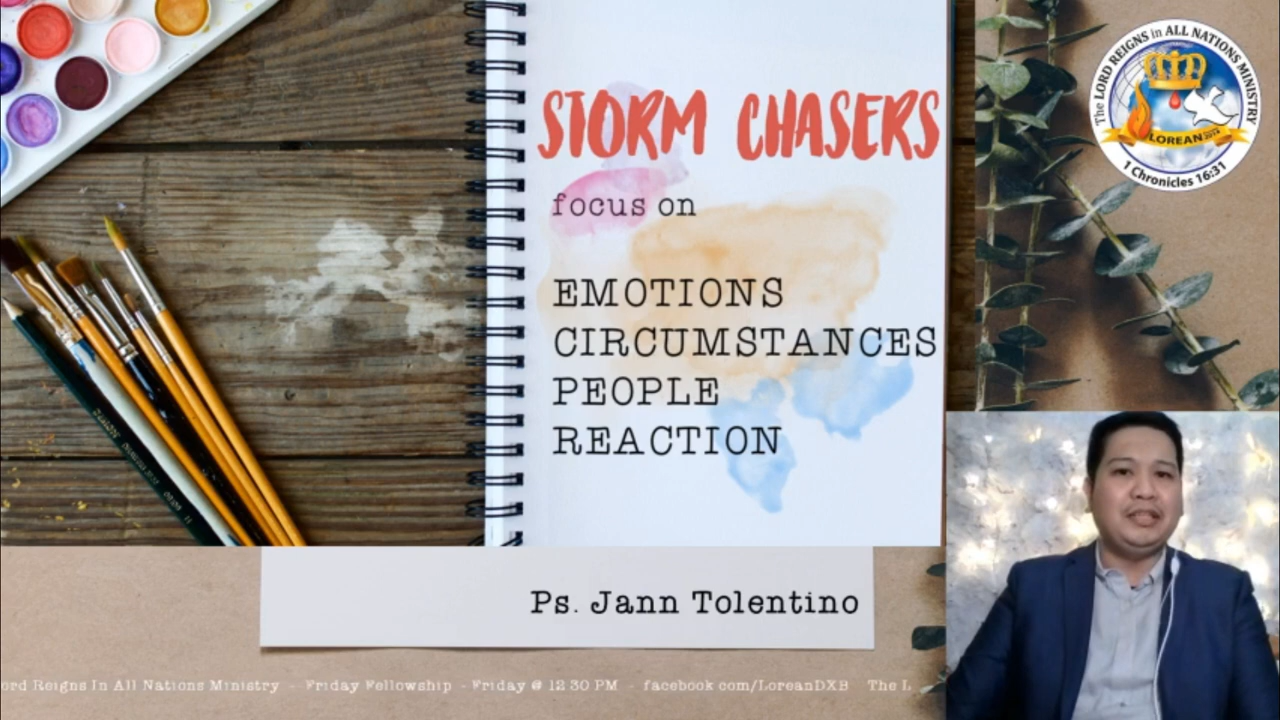 STORM CHASERS
focus on
EMOTIONS
CIRCUMSTANCES
PEOPLE
REACTION
The LORD REIGNS in ALL NATIONS MINISTRY
LOREAN
1 Chronicles 16:31
Ps. Jann Tolentino
ord Reigns In All Nations Ministry - Friday Fellowship - Friday @ 12:30 PM - facebook.com/LoreanDXB The L